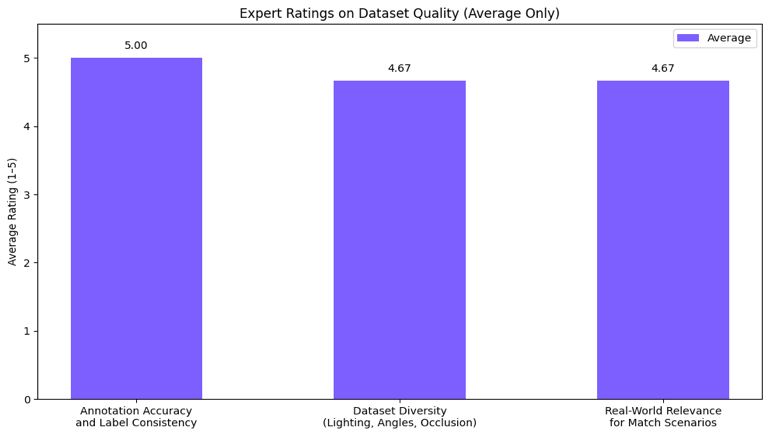 Expert Ratings on Dataset Quality (Average Only)
Average
5.00
4.67
4.67
Average Rating (1–5)
5
4
3
2
1
0
Annotation Accuracy
and Label Consistency
Dataset Diversity
(Lighting, Angles, Occlusion)
Real-World Relevance
for Match Scenarios